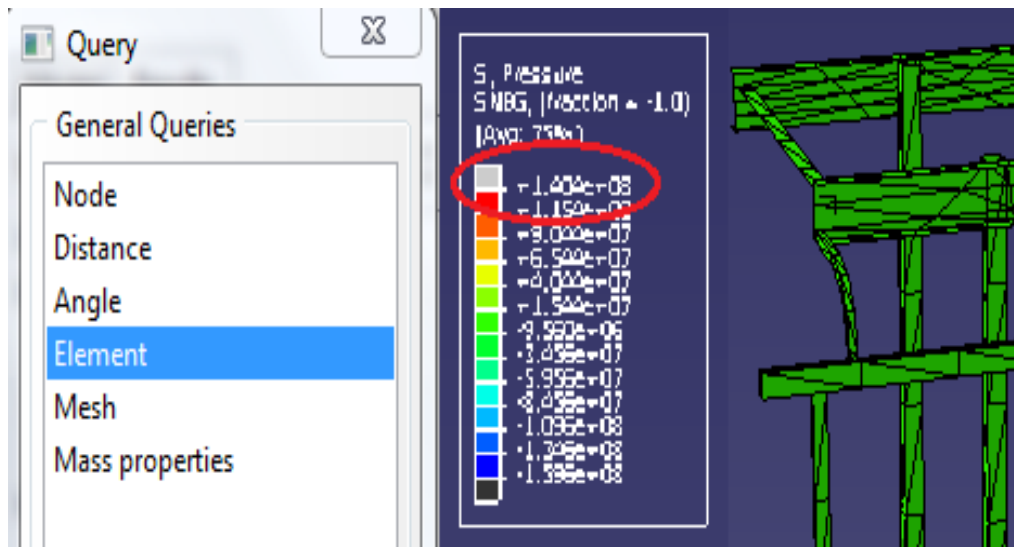 Query
General Queries
Node
Distance
Angle
Element
Mesh
Mass properties
S, Pressure
SNEG, (fraction = -1.0)
(Avg: 75%)
+1.404e+08
+1.154e+08
+9.044e+07
+6.544e+07
+4.044e+07
+1.544e+07
-9.560e+06
-3.456e+07
-5.956e+07
-8.456e+07
-1.096e+08
-1.346e+08
-1.596e+08